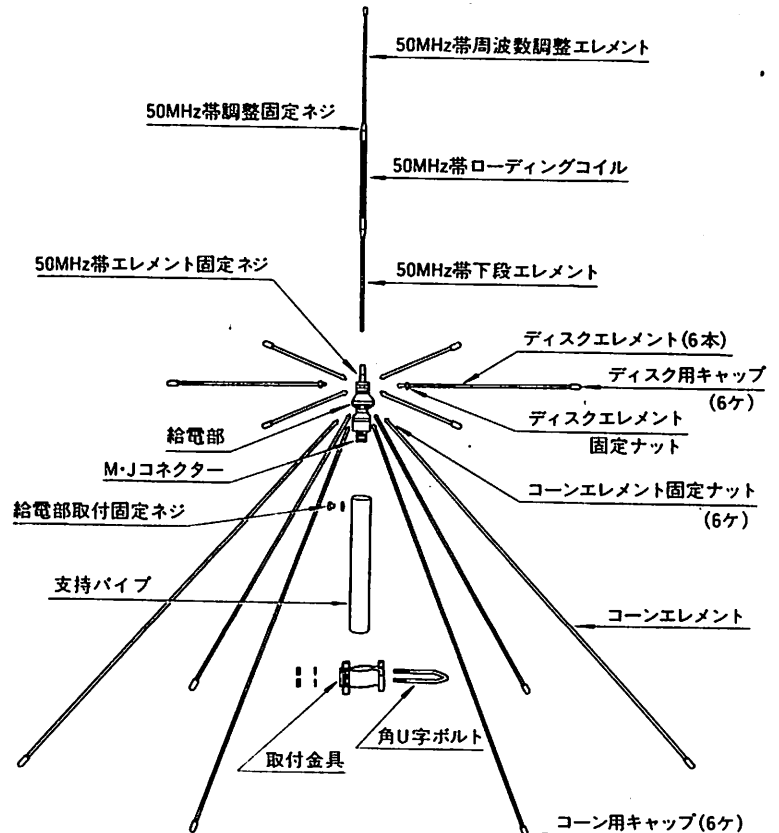 50MHz帯周波数調整エレメント
50MHz帯調整固定ネジ
50MHz帯ローディングコイル
50MHz帯エレメント固定ネジ
50MHz帯下段エレメント
ディスクエレメント(6本)
ディスク用キャップ
(6ケ)
ディスクエレメント
固定ナット
給電部
M・Jコネクター
コーンエレメント固定ナット
(6ケ)
給電部取付固定ネジ
支持パイプ
コーンエレメント
角U字ボルト
取付金具
コーン用キャップ(6ケ)